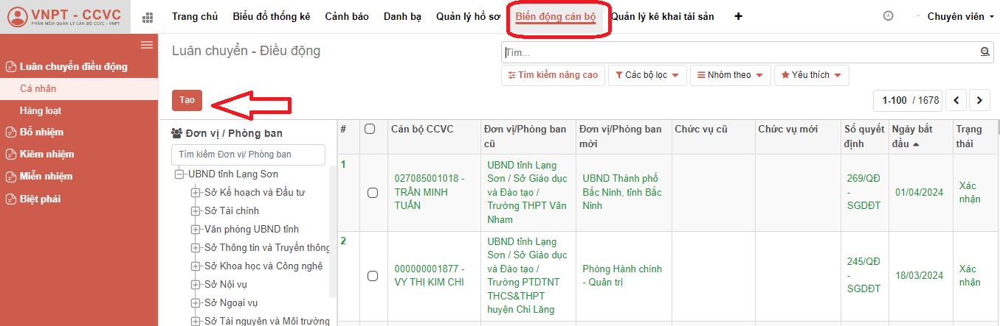 VNPT - CCVC
PHẦN MỀM QUẢN LÝ CÁN BỘ CCVC - VNPT
Trang chủ Biểu đồ thống kê Cảnh báo Danh bạ Quản lý hồ sơ Biến động cán bộ Quản lý kê khai tài sản + Chuyên viên
Luân chuyển điều động
Cá nhân
Hàng loạt
Bổ nhiệm
Kiêm nhiệm
Miễn nhiệm
Biệt phái
Luân chuyển - Điều động
Tìm...
Tìm kiếm nâng cao Các bộ lọc Nhóm theo Yêu thích
Tạo
1-100 / 1678
Đơn vị / Phòng ban
Tìm kiếm Đơn vị/ Phòng ban
UBND tỉnh Lạng Sơn
Sở Kế hoạch và Đầu tư
Sở Tài chính
Văn phòng UBND tỉnh
Sở Thông tin và Truyền thông
Sở Khoa học và Công nghệ
Sở Nội vụ
Sở Ngoại vụ
Sở Tài nguyên và Môi trường
# Cán bộ CCVC Đơn vị/Phòng ban Đơn vị/Phòng ban Chức vụ cũ Chức vụ mới Số quyết Ngày bắt Trạng
cũ mới định đầu thái
1
UBND tỉnh Lạng
Sơn / Sở Giáo dục
và Đào tạo /
Trường THPT Vân
Nham
027085001018 -
TRẦN MINH
TUẤN
UBND Thành phố
Bắc Ninh, tỉnh Bắc
Ninh
269/QĐ
-
SGDĐT
01/04/2024
Xác
nhận
2
UBND tỉnh Lạng
Sơn / Sở Giáo dục
và Đào tạo /
Trường PTDTNT
THCS&THPT
huyện Chi Lăng
000000001877 -
VY THỊ KIM CHI
Phòng Hành chính
- Quản trị
245/QĐ
-
SGDĐT
18/03/2024
Xác
nhận